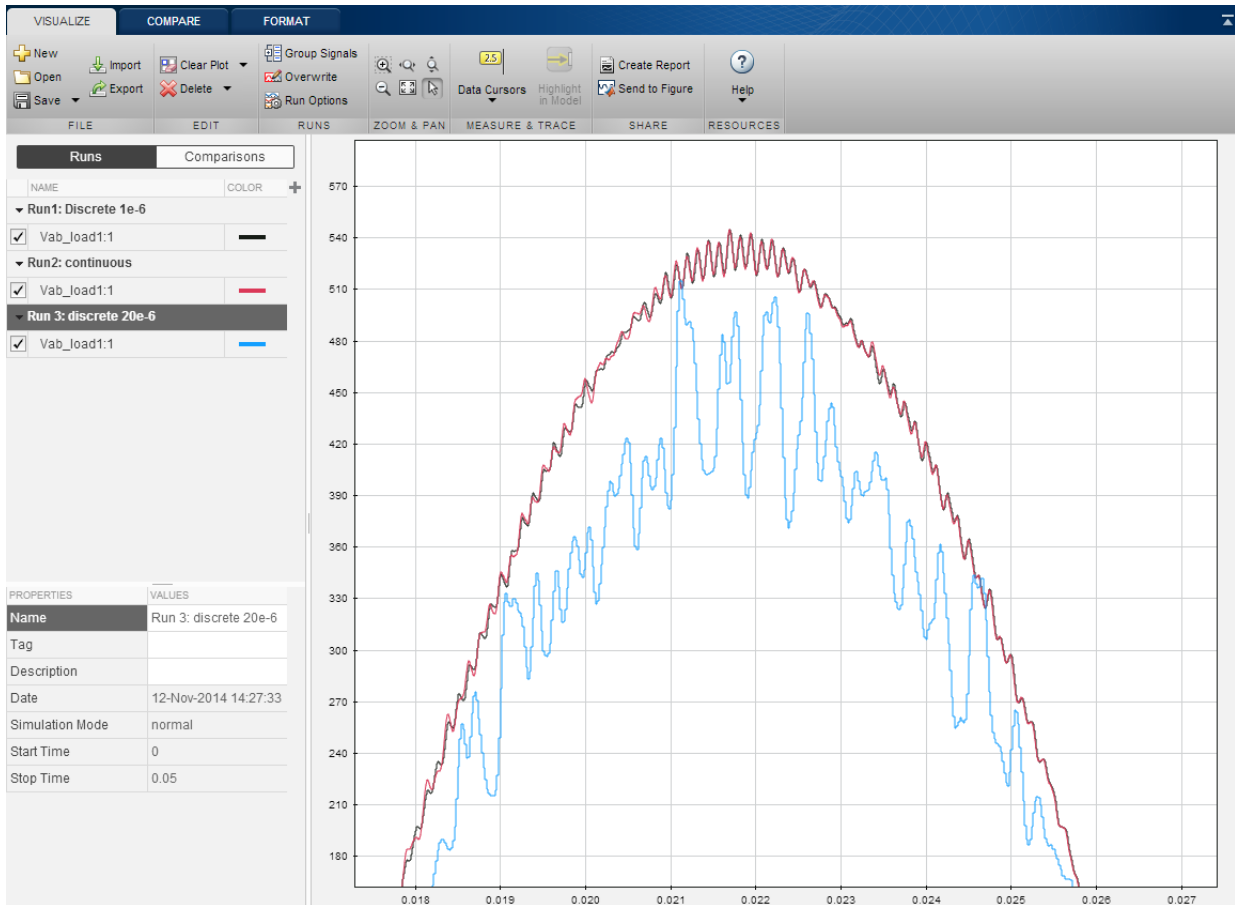 VISUALIZE COMPARE FORMAT
New
Open
Save
Import
Export
Clear Plot
Delete
Group Signals
Overwrite
Run Options
2.5
Data Cursors
Highlight
in Model
Create Report
Send to Figure
?
Help
FILE EDIT RUNS ZOOM & PAN MEASURE & TRACE SHARE RESOURCES
Runs Comparisons
NAME COLOR
Run1: Discrete 1e-6
Vab_load1:1
Run2: continuous
Vab_load1:1
Run 3: discrete 20e-6
Vab_load1:1
PROPERTIES VALUES
Name Run 3: discrete 20e-6
Tag
Description
Date 12-Nov-2014 14:27:33
Simulation Mode normal
Start Time 0
Stop Time 0.05
570
540
510
480
450
420
390
360
330
300
270
240
210
180
0.018 0.019 0.020 0.021 0.022 0.023 0.024 0.025 0.026 0.027